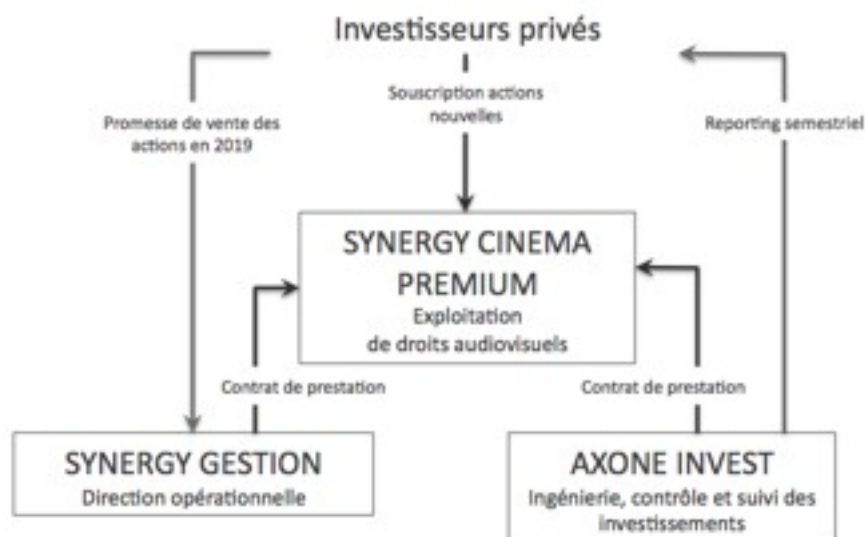 Investisseurs privés
Souscription actions
nouvelles
Promesse de vente des
actions en 2019
Reporting semestriel
SYNERGY CINEMA
PREMIUM
Exploitation
de droits audiovisuels
Contrat de prestation
Contrat de prestation
SYNERGY GESTION
Direction opérationnelle
AXONE INVEST
Ingénierie, contrôle et suivi des
investissements